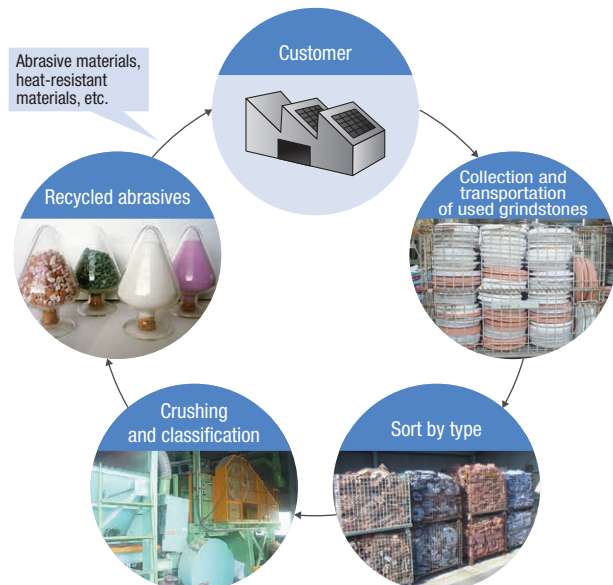 Abrasive materials,
heat-resistant
materials, etc.
Customer
Collection and
transportation
of used grindstones
Sort by type
Crushing
and classification
Recycled abrasives